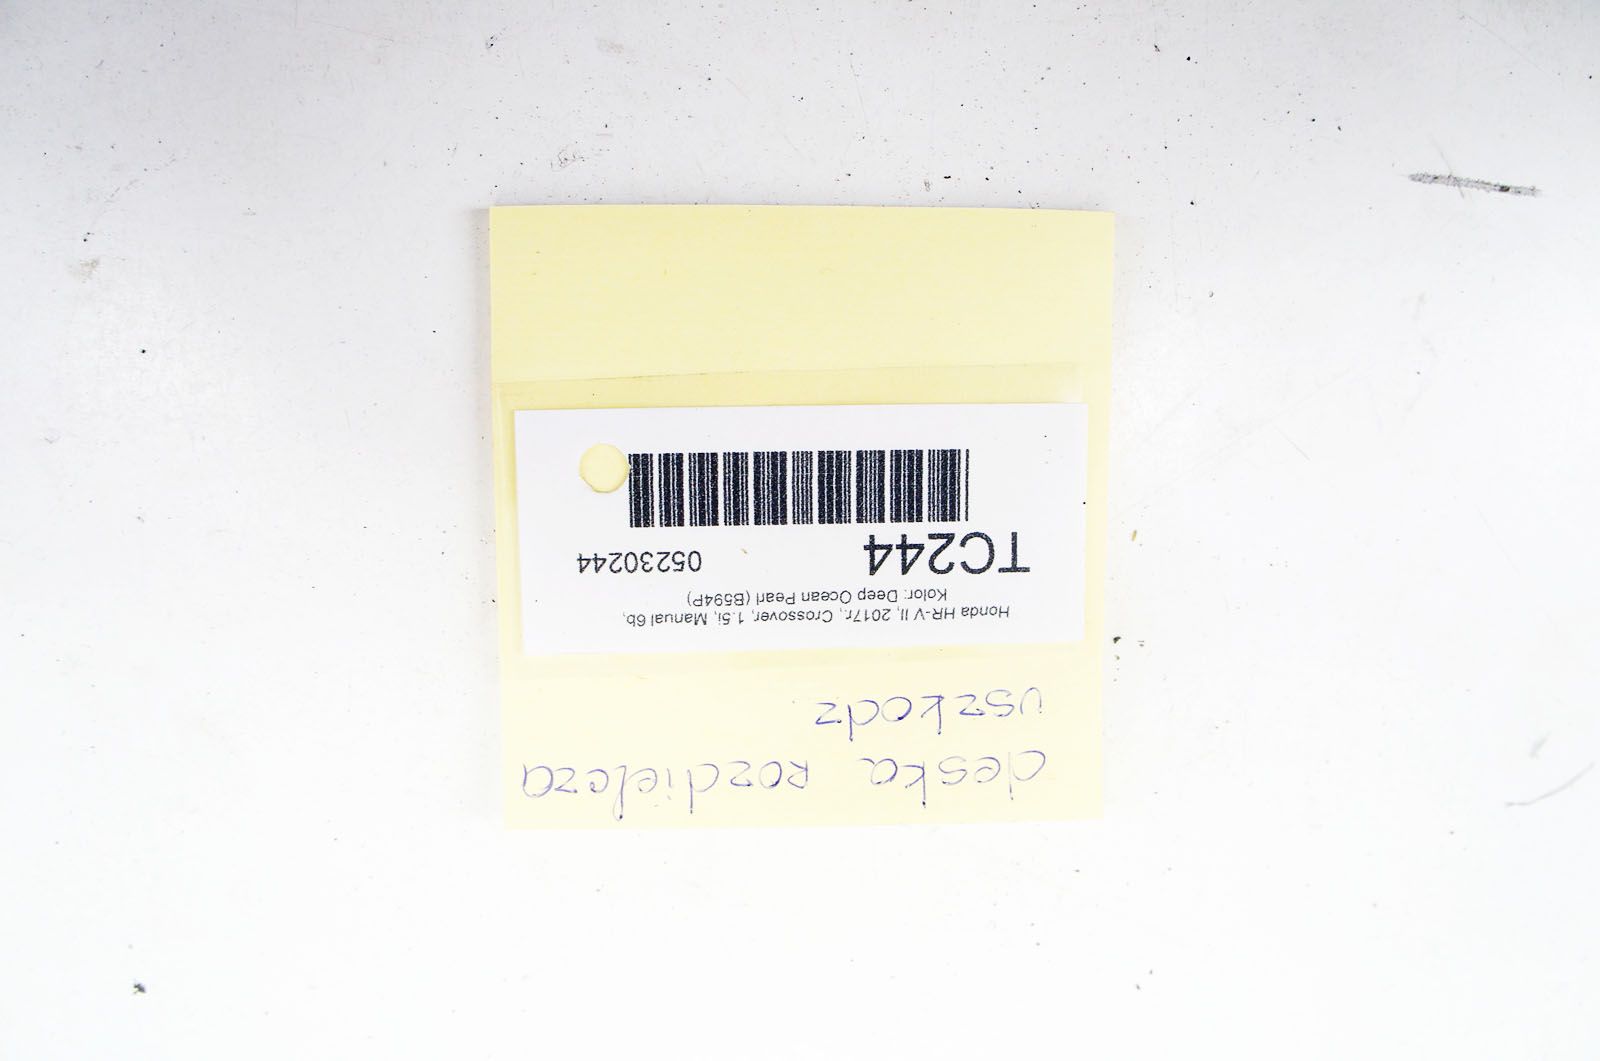 deska rozdielcza
uszkodz
Honda HR-V II, 2017r., Crossover, 1.5i, Manual 6b,
Kolor: Deep Ocean Pearl (B594P)
TC244 05230244